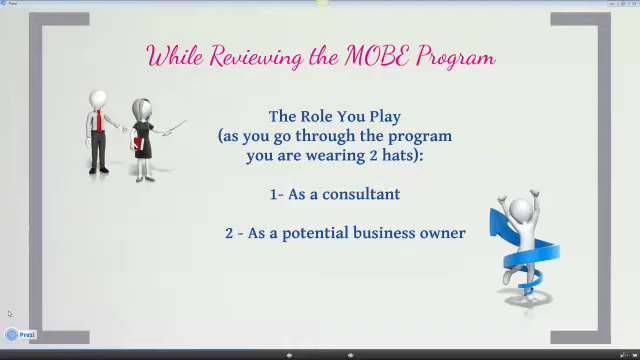 Prezi
While Reviewing the MOBE Program
The Role You Play
(as you go through the program
you are wearing 2 hats):
1- As a consultant
2 - As a potential business owner
Prezi